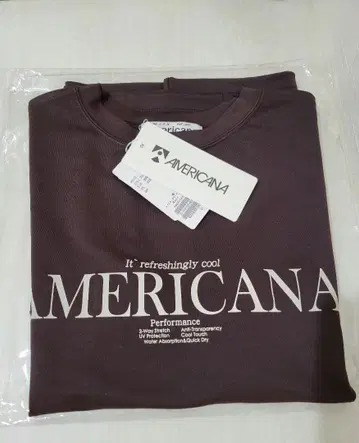 Americana
AMERICANA
It` refreshingly cool
AMERICANA
Performance
2-Way Stretch Anti-Transparency
UV Protection Cool Touch
Water Absorption&Quick Dry